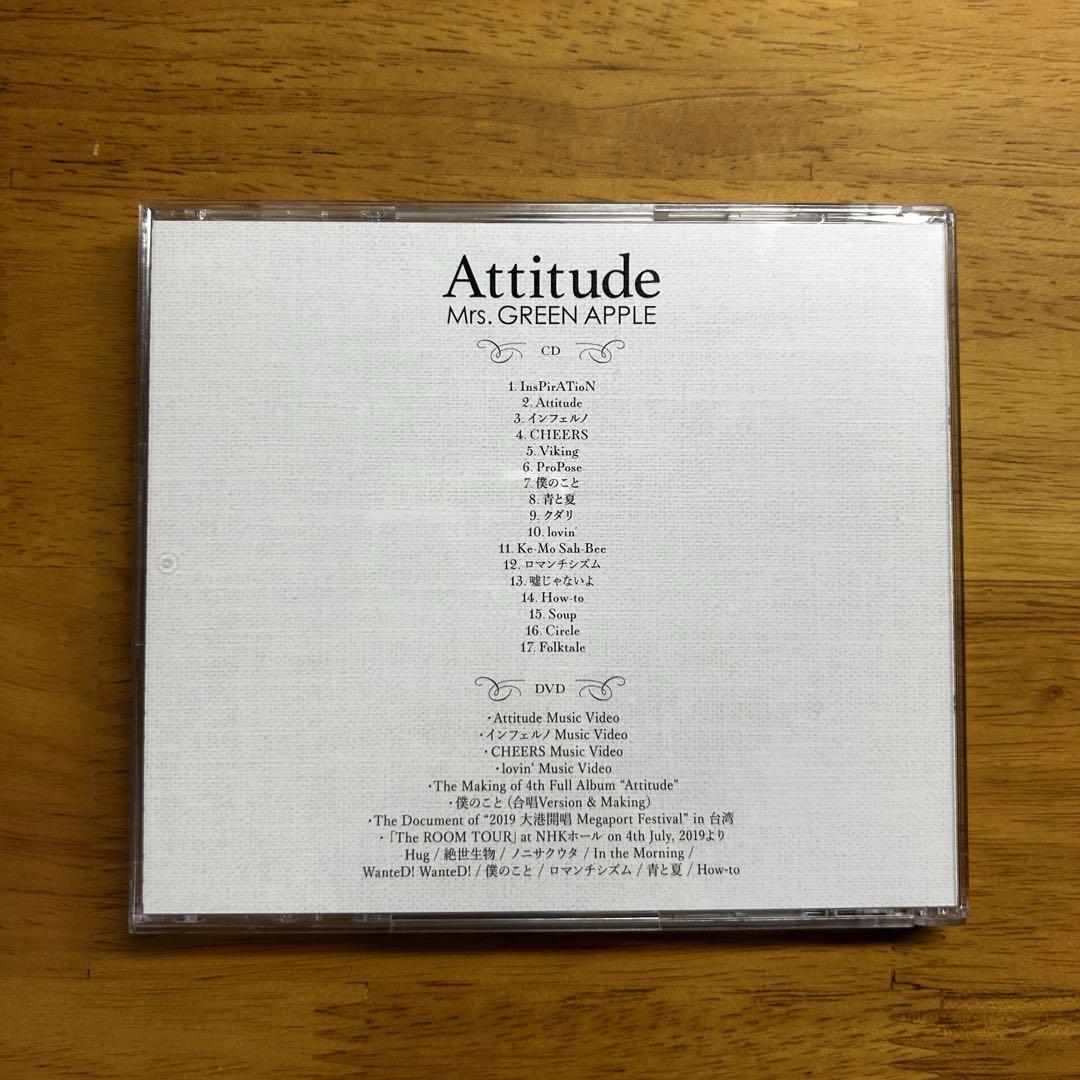 Attitude
Mrs. GREEN APPLE
CD
1. InsPirATioN
2. Attitude
3. インフェルノ
4. CHEERS
5. Viking
6. ProPose
7. 僕のこと
8. 青と夏
9. クダリ
10. lovin'
11. Ke-Mo Sah-Bee
12. ロマンチシズム
13. 嘘じゃないよ
14. How-to
15. Soup
16. Circle
17. Folktale
DVD
・Attitude Music Video
・インフェルノ Music Video
・CHEERS Music Video
・lovin' Music Video
・The Making of 4th Full Album “Attitude"
・僕のこと (合唱Version & Making)
・The Document of “2019 大港開唱 Megaport Festival” in 台湾
・「The ROOM TOUR」at NHKホール on 4th July, 2019より
Hug / 絶世生物 / ノニサクウタ / In the Morning /
WanteD! WanteD! / 僕のこと / ロマンチシズム / 青と夏 / How-to